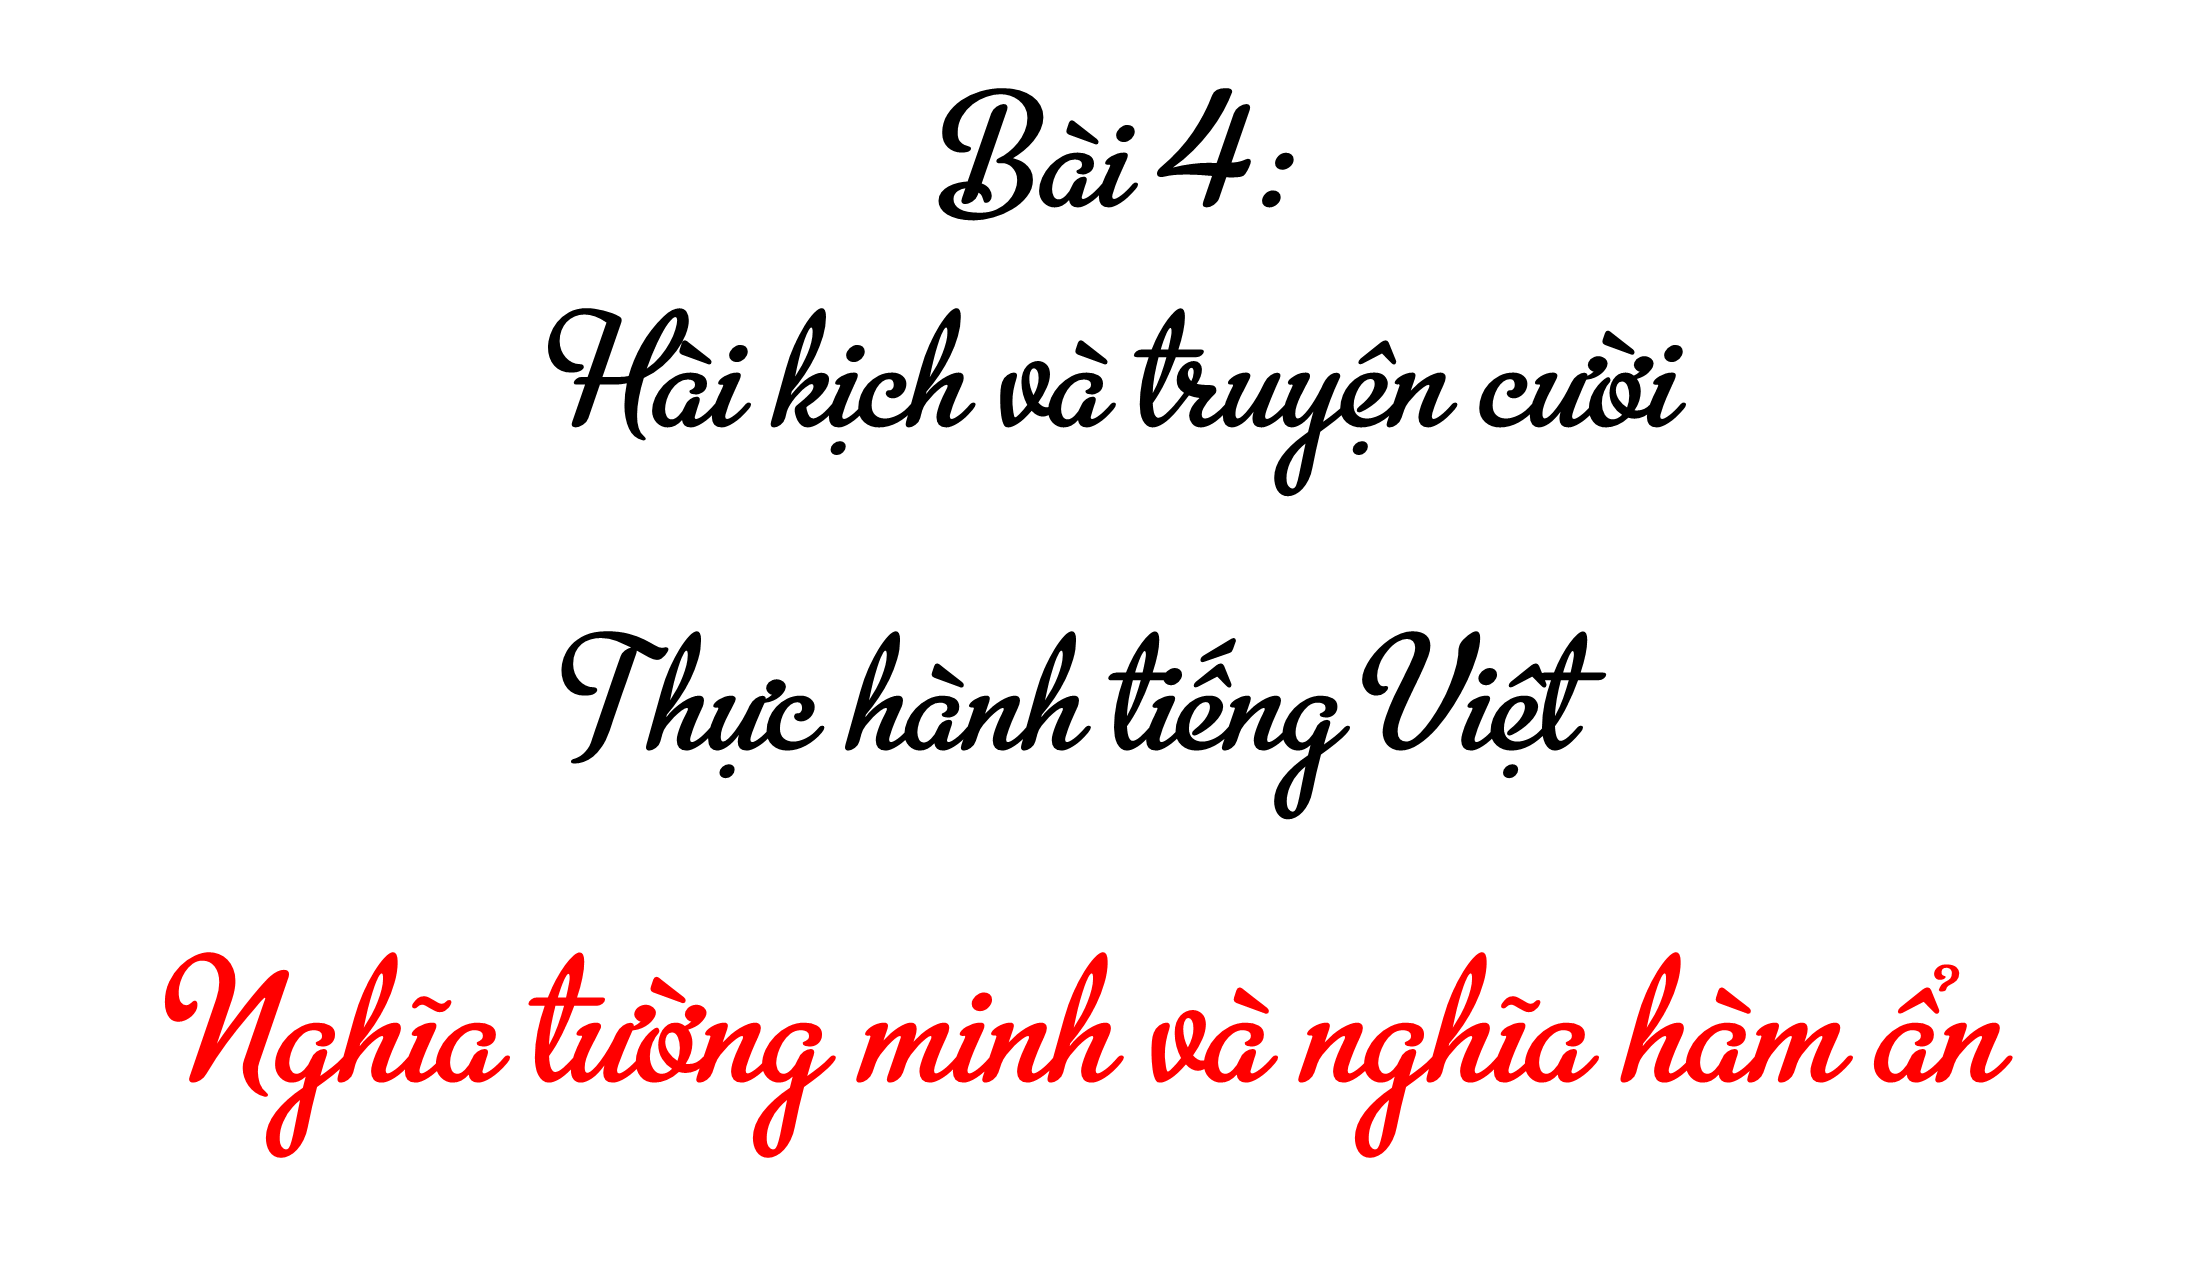 Bài 4:
Hài kịch và truyện cười
Thực hành tiếng Việt
Nghĩa tường minh và nghĩa hàm ẩn